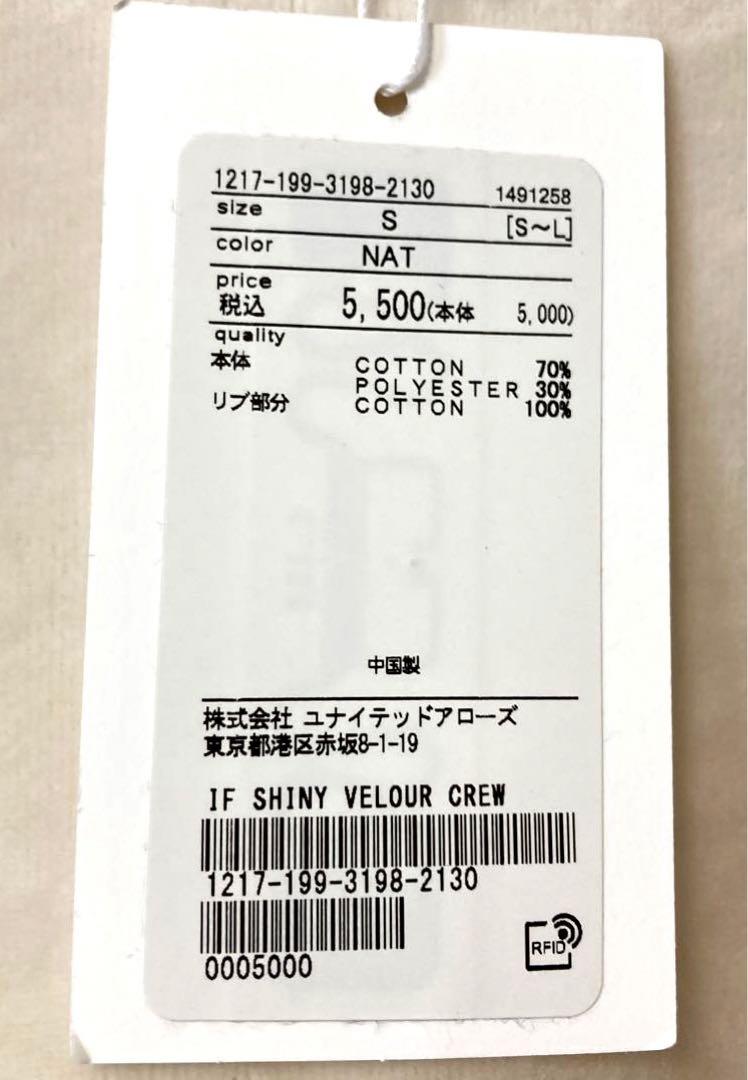 1217-199-3198-2130 1491258
size S [S~L]
color NAT
price
税込 5,500(本体 5,000)
quality
本体 COTTON 70%
POLYESTER 30%
リブ部分 COTTON 100%
中国製
株式会社 ユナイテッドアローズ
東京都港区赤坂8-1-19
IF SHINY VELOUR CREW
1217-199-3198-2130
0005000
RFID